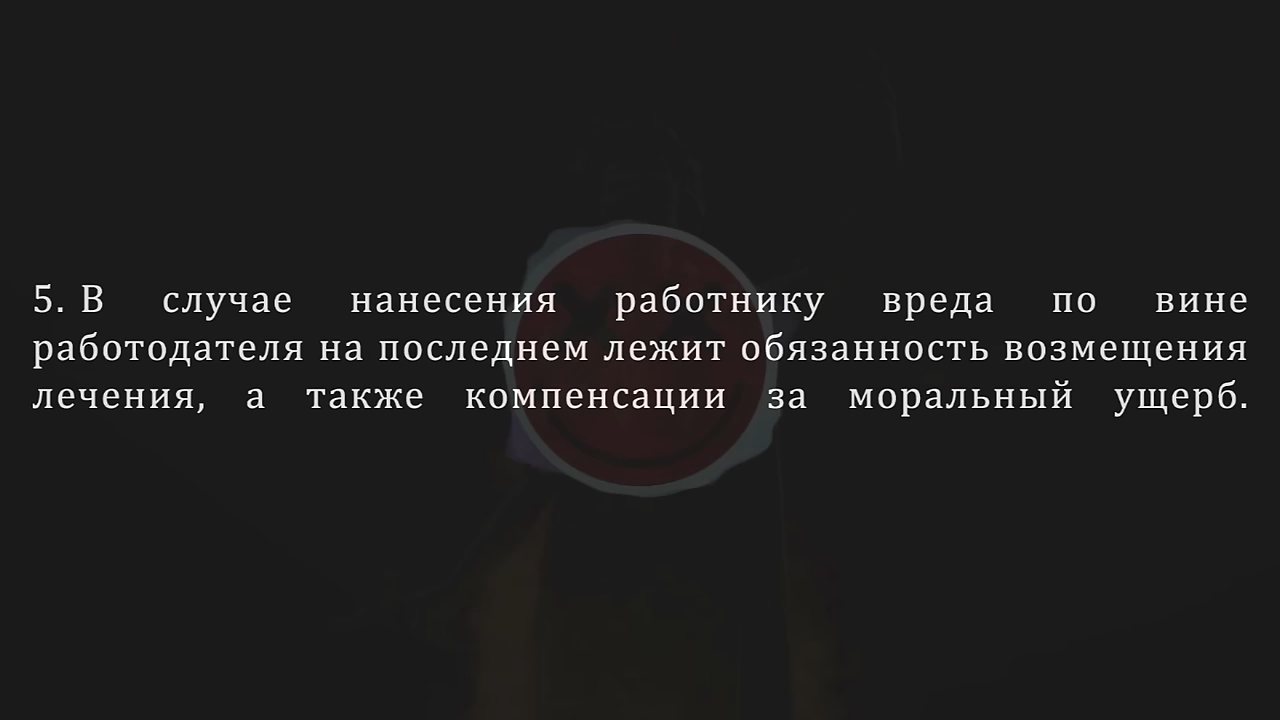 5. В случае нанесения работнику вреда по вине
работодателя на последнем лежит обязанность возмещения
лечения, а также компенсации за моральный ущерб.